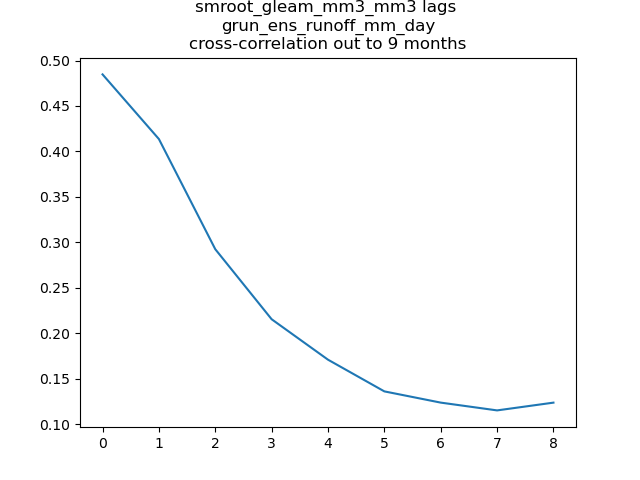 smroot_gleam_mm3_mm3 lags
grun_ens_runoff_mm_day
cross-correlation out to 9 months
0.50
0.45
0.40
0.35
0.30
0.25
0.20
0.15
0.10
0 1 2 3 4 5 6 7 8